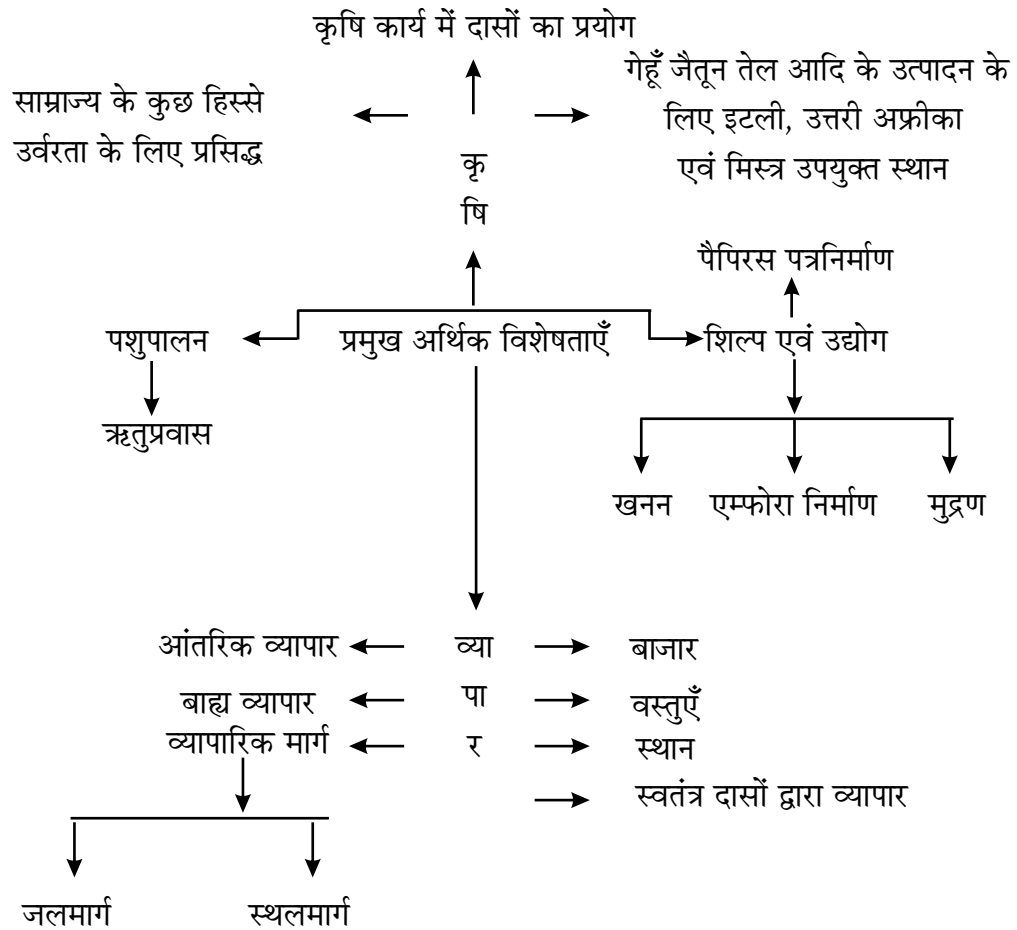 कृषि कार्य में दासों का प्रयोग
साम्राज्य के कुछ हिस्से
उर्वरता के लिए प्रसिद्ध
गेहूँ जैतून तेल आदि के उत्पादन के
लिए इटली, उत्तरी अफ्रीका
एवं मिस्त्र उपयुक्त स्थान
कृ
षि
पैपिरस पत्रनिर्माण
पशुपालन
प्रमुख अर्थिक विशेषताएँ
शिल्प एवं उद्योग
ऋतुप्रवास
खनन
एम्फोरा निर्माण
मुद्रण
आंतरिक व्यापार
व्या
बाजार
बाह्य व्यापार
पा
वस्तुएँ
व्यापारिक मार्ग
र
स्थान
स्वतंत्र दासों द्वारा व्यापार
जलमार्ग
स्थलमार्ग